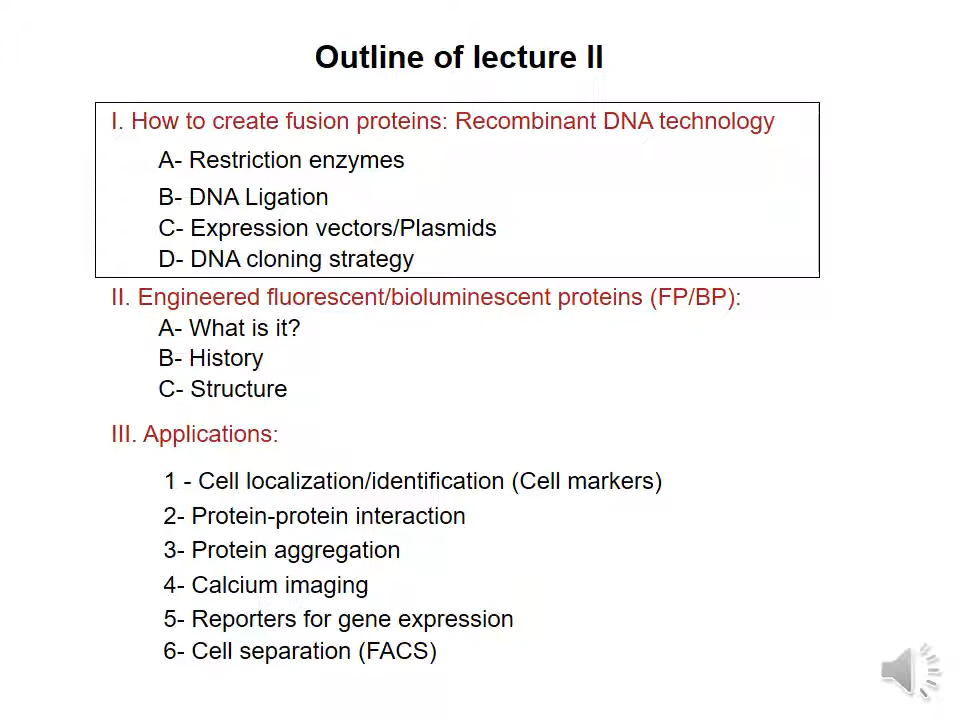 Outline of lecture II
I. How to create fusion proteins: Recombinant DNA technology
A- Restriction enzymes
B- DNA Ligation
C- Expression vectors/Plasmids
D- DNA cloning strategy
II. Engineered fluorescent/bioluminescent proteins (FP/BP):
A- What is it?
B- History
C- Structure
III. Applications:
1 - Cell localization/identification (Cell markers)
2- Protein-protein interaction
3- Protein aggregation
4- Calcium imaging
5- Reporters for gene expression
6- Cell separation (FACS)